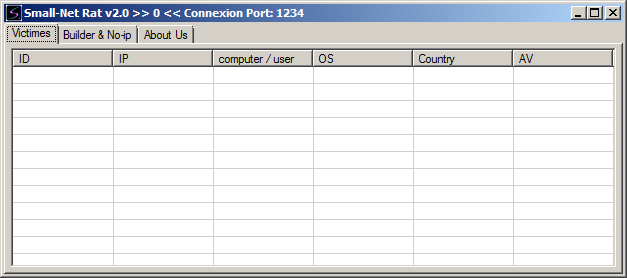 Small-Net Rat v2.0 >> 0 << Connexion Port: 1234
Victimes Builder & No-ip About Us
ID IP computer / user OS Country AV